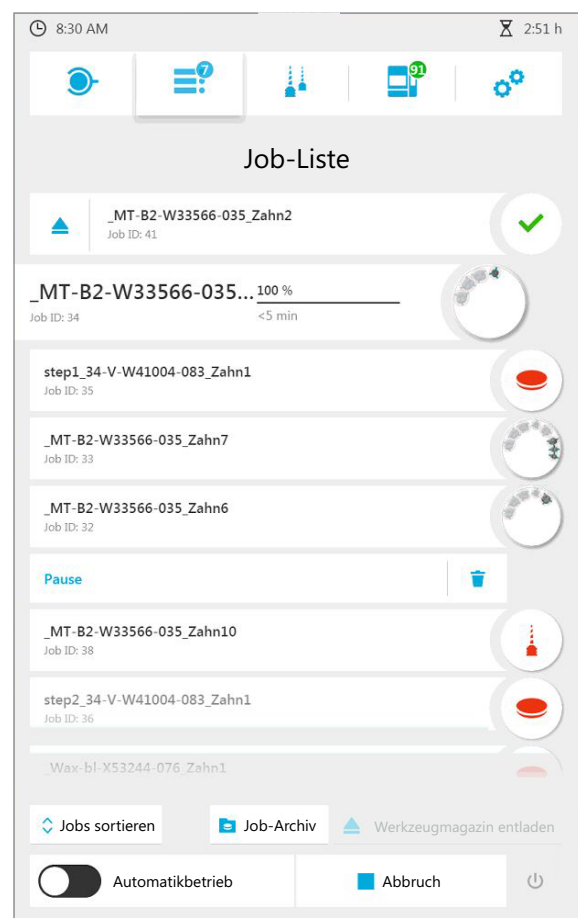 8:30 AM
2:51 h
7
91
Job-Liste
_MT-B2-W33566-035_Zahn2
Job ID: 41
_MT-B2-W33566-035... 100 %
Job ID: 34
<5 min
step1_34-V-W41004-083_Zahn1
Job ID: 35
_MT-B2-W33566-035_Zahn7
Job ID: 33
_MT-B2-W33566-035_Zahn6
Job ID: 32
Pause
_MT-B2-W33566-035_Zahn10
Job ID: 38
step2_34-V-W41004-083_Zahn1
Job ID: 36
_Wax-bl-X53244-076_Zahn1
Jobs sortieren
Job-Archiv
Werkzeugmagazin entladen
Automatikbetrieb
Abbruch